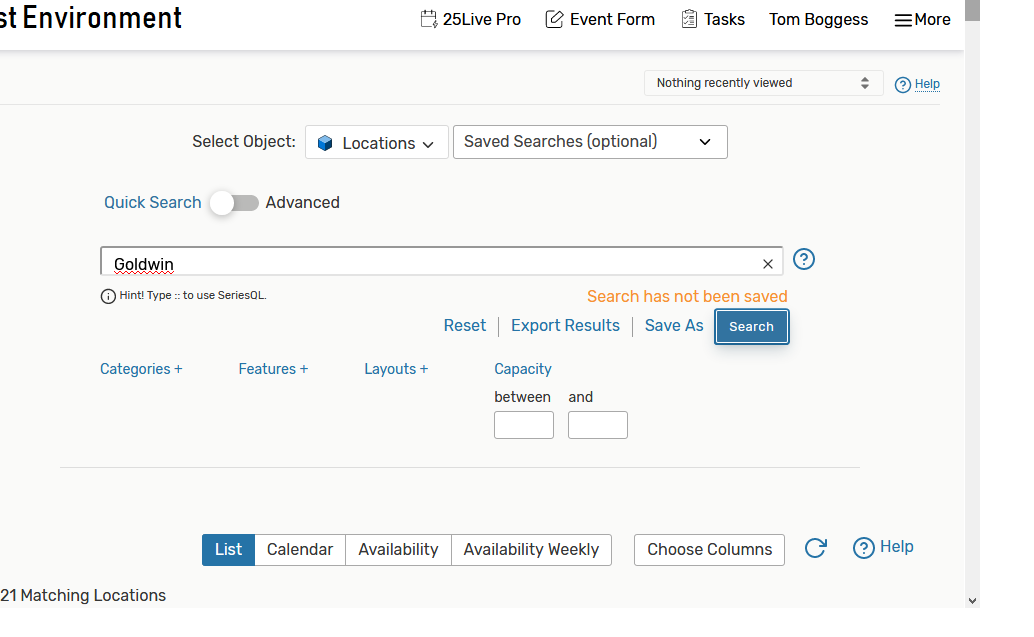 st Environment
25Live Pro Event Form Tasks Tom Boggess More
Nothing recently viewed Help
Select Object: Locations Saved Searches (optional)
Quick Search Advanced
Goldwin
Hint! Type :: to use SeriesQL.
Search has not been saved
Reset Export Results Save As Search
Categories + Features + Layouts + Capacity
between and
List Calendar Availability Availability Weekly Choose Columns Help
21 Matching Locations